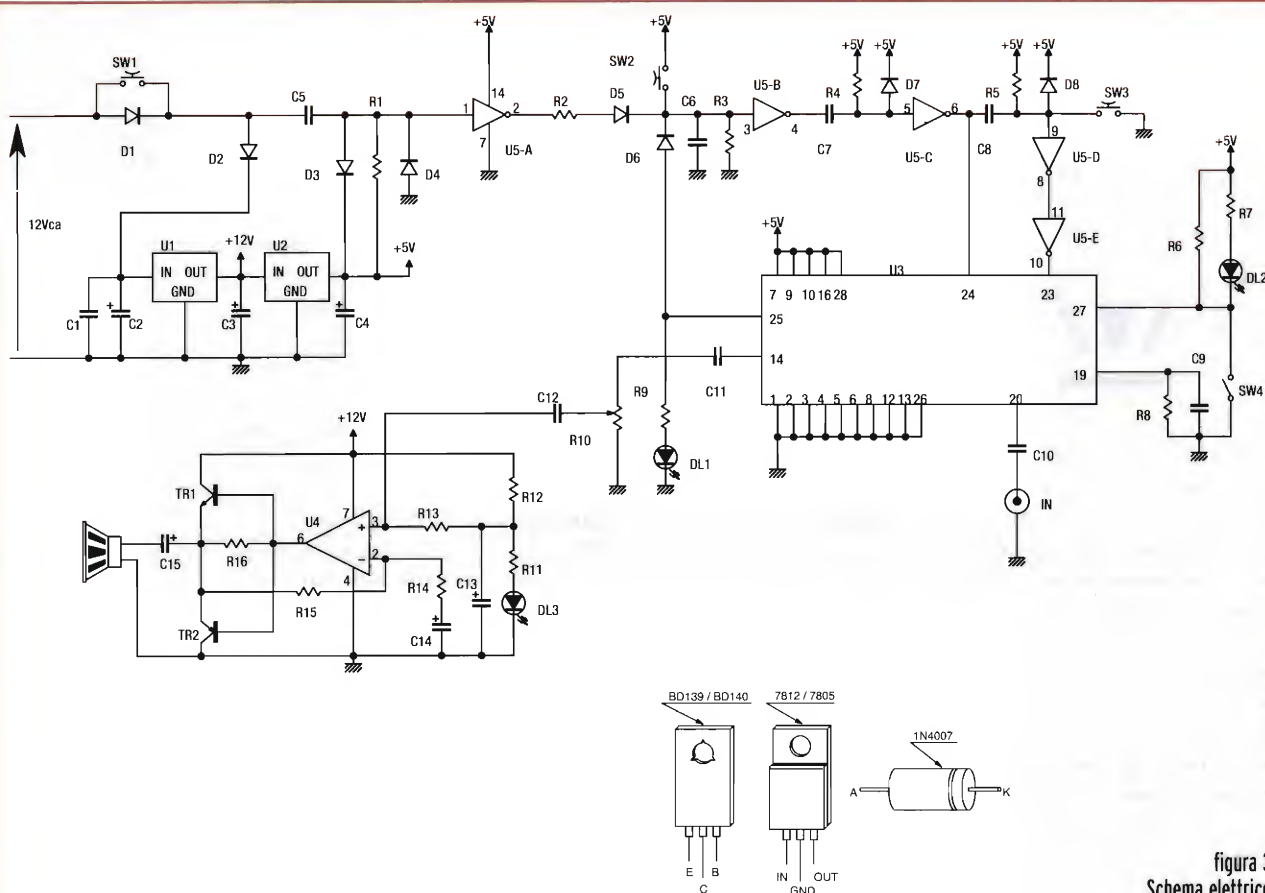 +5V
+5V
+5V
+5V
+5V
+5V
SW1
D1
C5
R1
D2
D3
D4
1
14
2
7
U5-A
R2
D5
SW2
D6
C6
R3
3
U5-B
4
R4
C7
D7
5
6
U5-C
R5
C8
D8
SW3
9
U5-D
8
11
U5-E
10
+5V
R7
R6
DL2
12Vca
U1
IN OUT
GND
+12V
U2
IN OUT
GND
+5V
C1
C2
C3
C4
+5V
U3
7 9 10 16 28
24
23
25
27
14
19
1 2 3 4 5 6 8 12 13 26
20
C9
SW4
R8
C10
IN
C11
R9
C12
R10
DL1
+12V
TR1
U4
7
3
+
6
−
2
4
R13
R12
R11
C15
R16
R14
C13
R15
DL3
TR2
C14
BD139 / BD140
E
C
B
7812 / 7805
IN
GND
OUT
1N4007
A
K
figura 3
Schema elettrico